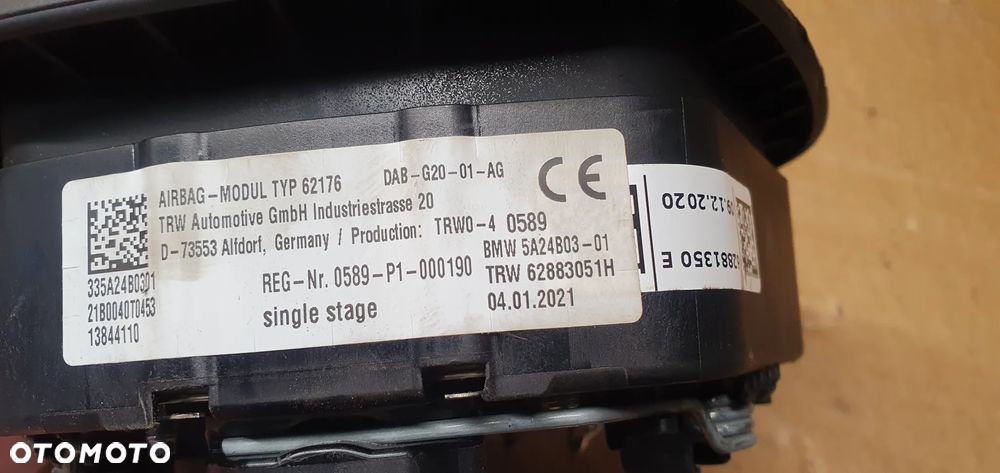 AIRBAG-MODUL TYP 62176 DAB-G20-01-AG CE
TRW Automotive GmbH Industriestrasse 20
D-73553 Alfdorf, Germany / Production: TRWO-4 0589
REG-Nr. 0589-P1-000190 BMW 5A24B03-01
TRW 62883051H
single stage 04.01.2021
335A24B0301
21B0040T0453
13844110
12.2020
2881350 E
OTOMOTO